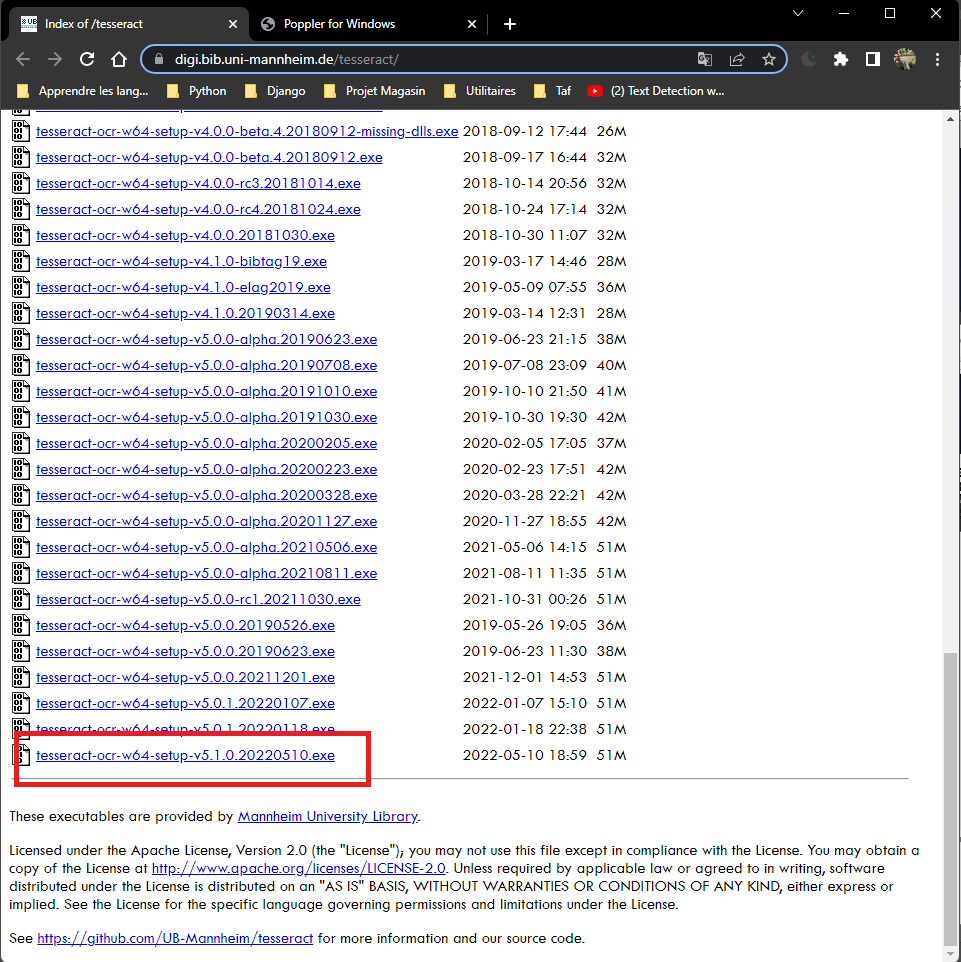 Index of /tesseract
Poppler for Windows
digi.bib.uni-mannheim.de/tesseract/
Apprendre les lang... Python Django Projet Magasin Utilitaires Taf (2) Text Detection w...
tesseract-ocr-w64-setup-v4.0.0-beta.4.20180912-missing-dlls.exe 2018-09-12 17:44 26M
tesseract-ocr-w64-setup-v4.0.0-beta.4.20180912.exe 2018-09-17 16:44 32M
tesseract-ocr-w64-setup-v4.0.0-rc3.20181014.exe 2018-10-14 20:56 32M
tesseract-ocr-w64-setup-v4.0.0-rc4.20181024.exe 2018-10-24 17:14 32M
tesseract-ocr-w64-setup-v4.0.0.20181030.exe 2018-10-30 11:07 32M
tesseract-ocr-w64-setup-v4.1.0-bibtag19.exe 2019-03-17 14:46 28M
tesseract-ocr-w64-setup-v4.1.0-elag2019.exe 2019-05-09 07:55 36M
tesseract-ocr-w64-setup-v4.1.0.20190314.exe 2019-03-14 12:31 28M
tesseract-ocr-w64-setup-v5.0.0-alpha.20190623.exe 2019-06-23 21:15 38M
tesseract-ocr-w64-setup-v5.0.0-alpha.20190708.exe 2019-07-08 23:09 40M
tesseract-ocr-w64-setup-v5.0.0-alpha.20191010.exe 2019-10-10 21:50 41M
tesseract-ocr-w64-setup-v5.0.0-alpha.20191030.exe 2019-10-30 19:30 42M
tesseract-ocr-w64-setup-v5.0.0-alpha.20200205.exe 2020-02-05 17:05 37M
tesseract-ocr-w64-setup-v5.0.0-alpha.20200223.exe 2020-02-23 17:51 42M
tesseract-ocr-w64-setup-v5.0.0-alpha.20200328.exe 2020-03-28 22:21 42M
tesseract-ocr-w64-setup-v5.0.0-alpha.20201127.exe 2020-11-27 18:55 42M
tesseract-ocr-w64-setup-v5.0.0-alpha.20210506.exe 2021-05-06 14:15 51M
tesseract-ocr-w64-setup-v5.0.0-alpha.20210811.exe 2021-08-11 11:35 51M
tesseract-ocr-w64-setup-v5.0.0-rc1.20211030.exe 2021-10-31 00:26 51M
tesseract-ocr-w64-setup-v5.0.0.20190526.exe 2019-05-26 19:05 36M
tesseract-ocr-w64-setup-v5.0.0.20190623.exe 2019-06-23 11:30 38M
tesseract-ocr-w64-setup-v5.0.0.20211201.exe 2021-12-01 14:53 51M
tesseract-ocr-w64-setup-v5.0.1.20220107.exe 2022-01-07 15:10 51M
tesseract-ocr-w64-setup-v5.0.1.20220118.exe 2022-01-18 22:38 51M
tesseract-ocr-w64-setup-v5.1.0.20220510.exe 2022-05-10 18:59 51M
These executables are provided by Mannheim University Library.
Licensed under the Apache License, Version 2.0 (the "License"); you may not use this file except in compliance with the License. You may obtain a
copy of the License at http://www.apache.org/licenses/LICENSE-2.0. Unless required by applicable law or agreed to in writing, software
distributed under the License is distributed on an "AS IS" BASIS, WITHOUT WARRANTIES OR CONDITIONS OF ANY KIND, either express or
implied. See the License for the specific language governing permissions and limitations under the License.
See https://github.com/UB-Mannheim/tesseract for more information and our source code.